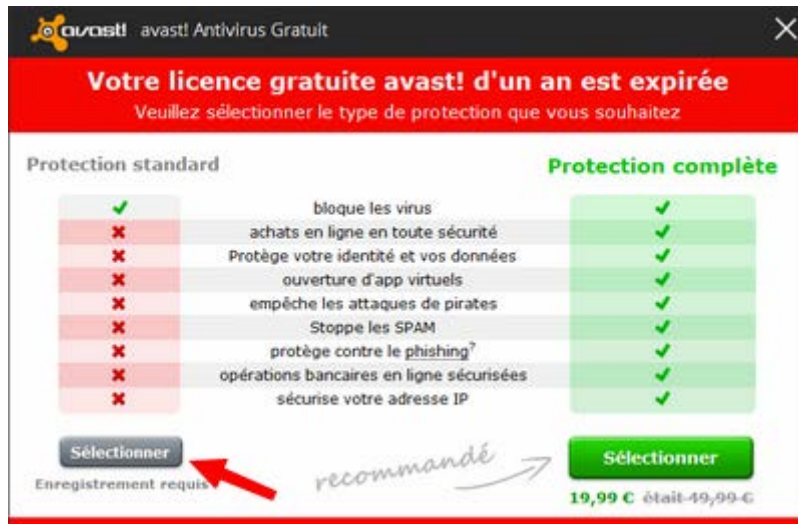 avast! avast! Antivirus Gratuit
Votre licence gratuite avast! d'un an est expirée
Veuillez sélectionner le type de protection que vous souhaitez
Protection standard Protection complète
bloque les virus
achats en ligne en toute sécurité
Protège votre identité et vos données
ouverture d'app virtuels
empêche les attaques de pirates
Stoppe les SPAM
protège contre le phishing?
opérations bancaires en ligne sécurisées
sécurise votre adresse IP
Sélectionner recommandé Sélectionner
Enregistrement requis 19,99 € était 49,99 €